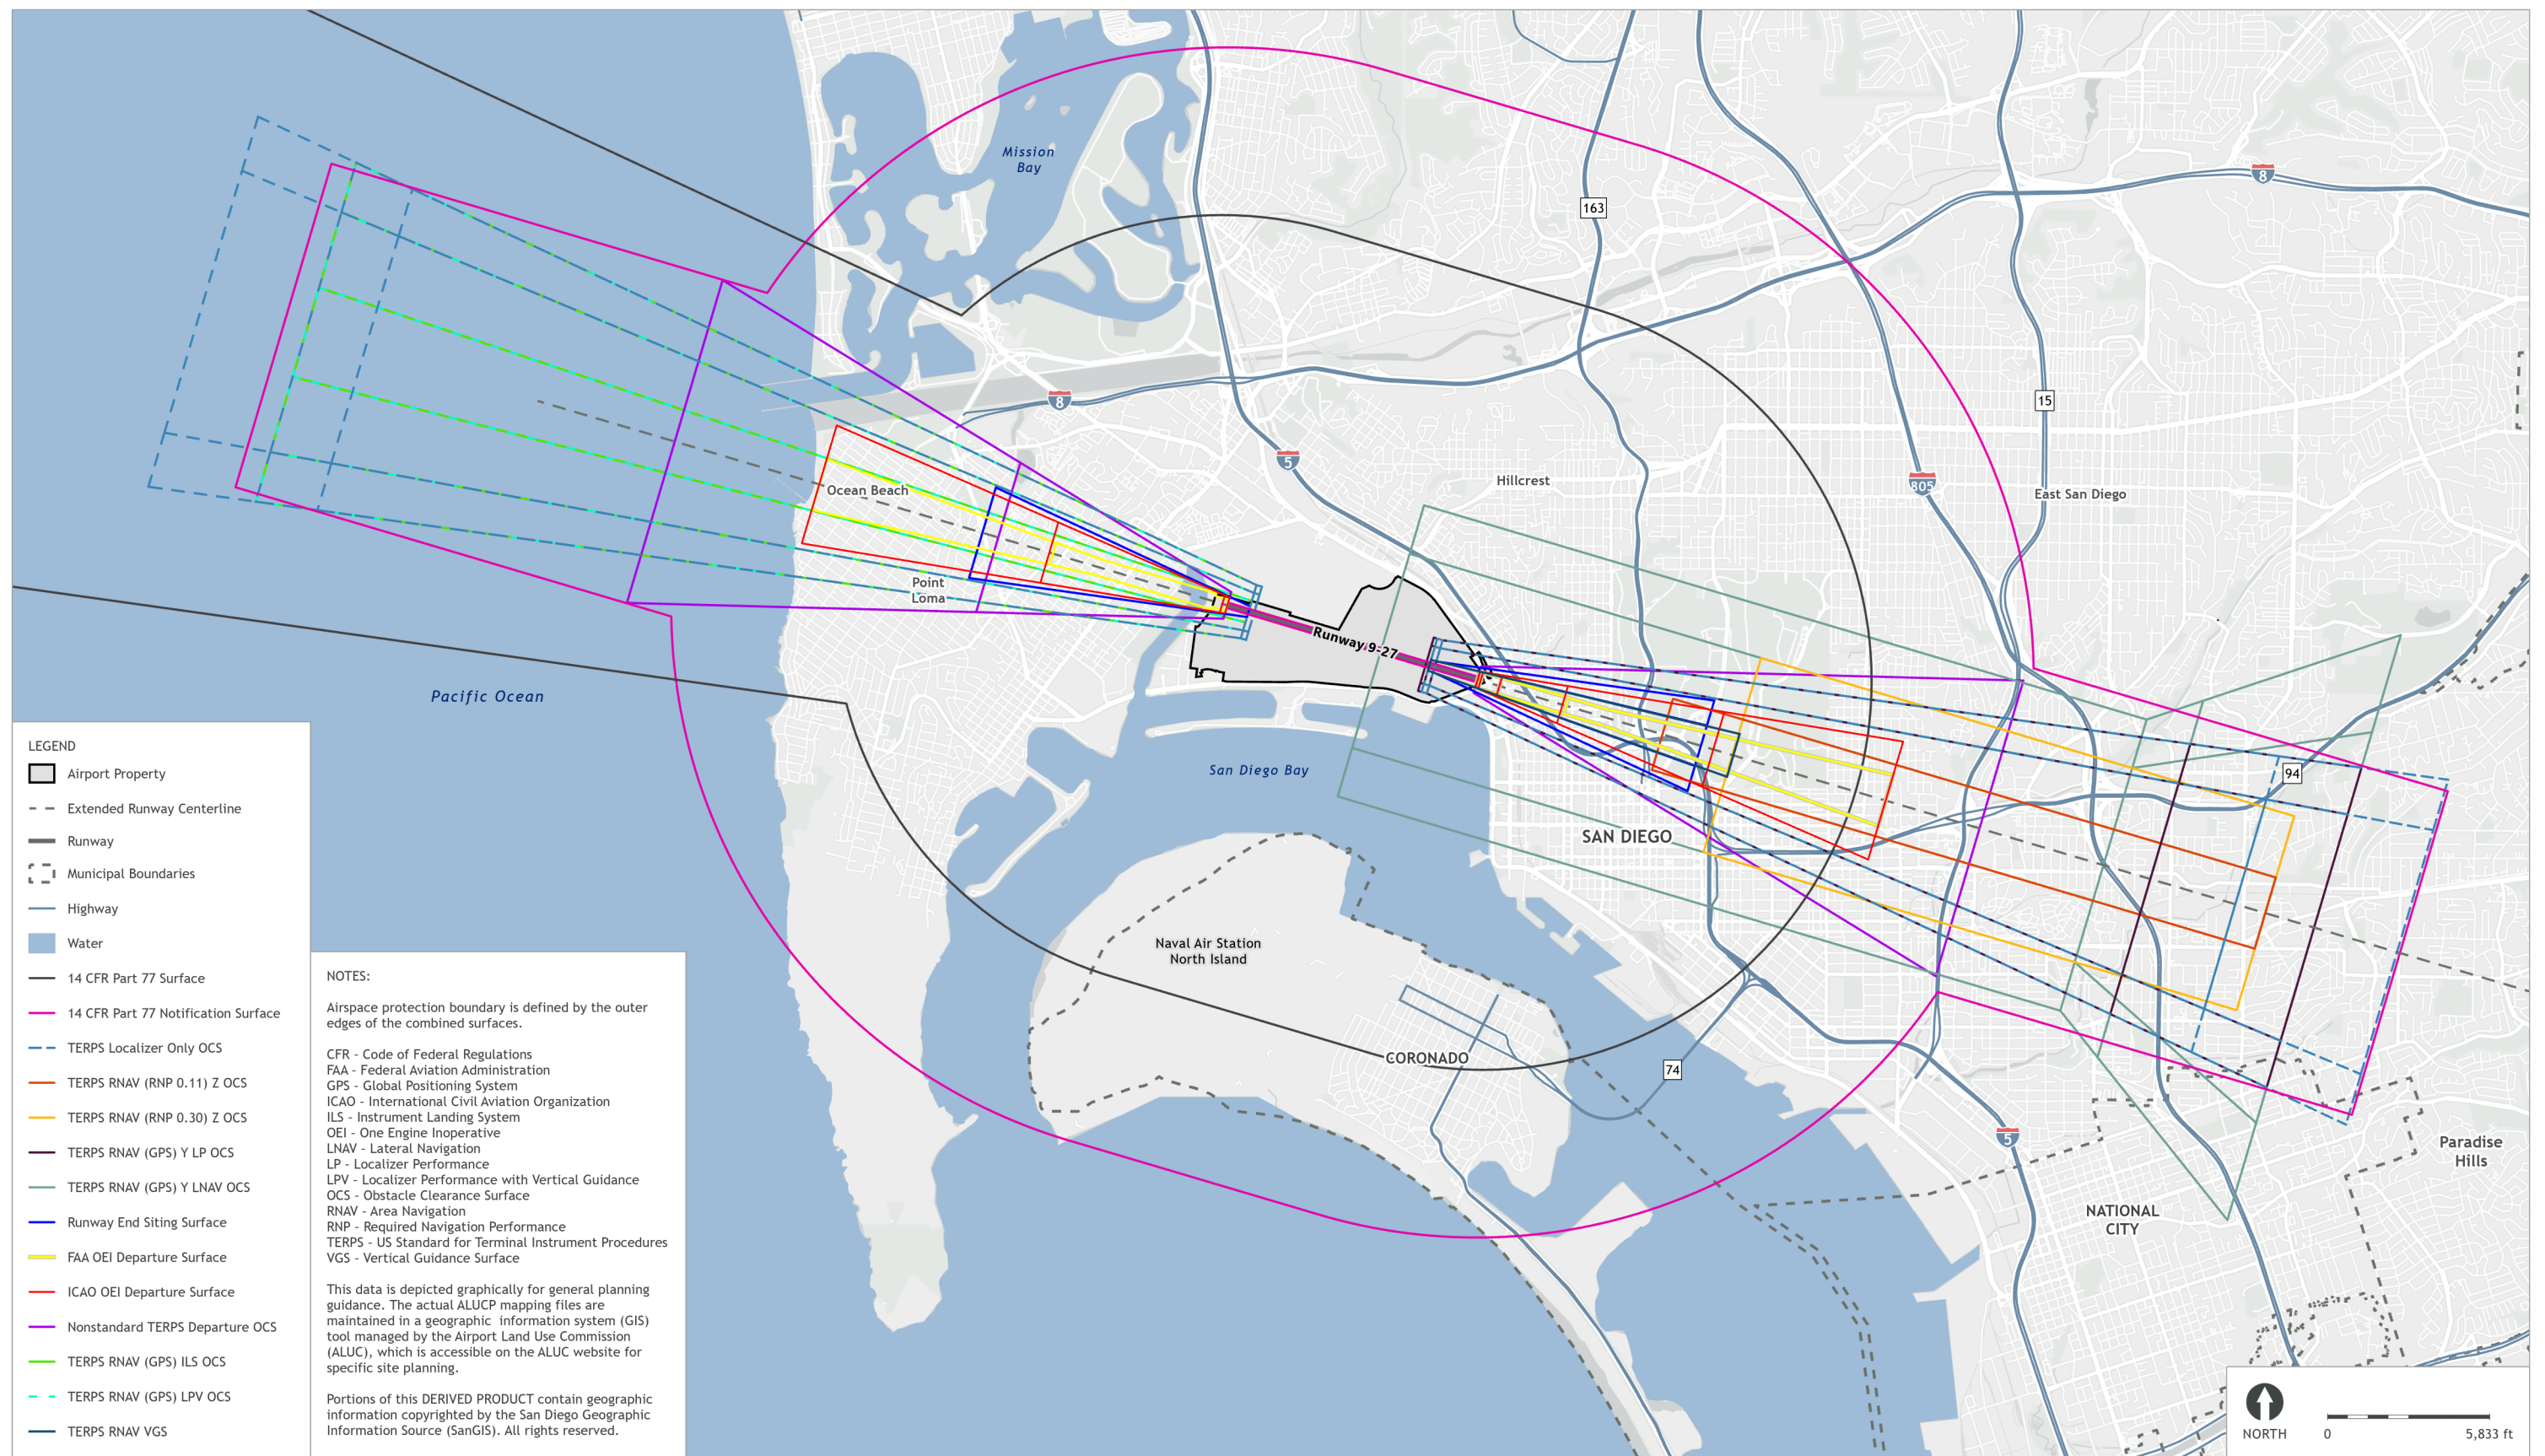 Mission
Bay
163
8
8
15
5
Hillcrest
805
East San Diego
Ocean Beach
Point
Loma
Runway 9-27
Pacific Ocean
San Diego Bay
94
SAN DIEGO
Naval Air Station
North Island
CORONADO
74
5
Paradise
Hills
NATIONAL
CITY
LEGEND
Airport Property
Extended Runway Centerline
Runway
Municipal Boundaries
Highway
Water
14 CFR Part 77 Surface
14 CFR Part 77 Notification Surface
TERPS Localizer Only OCS
TERPS RNAV (RNP 0.11) Z OCS
TERPS RNAV (RNP 0.30) Z OCS
TERPS RNAV (GPS) Y LP OCS
TERPS RNAV (GPS) Y LNAV OCS
Runway End Siting Surface
FAA OEI Departure Surface
ICAO OEI Departure Surface
Nonstandard TERPS Departure OCS
TERPS RNAV (GPS) ILS OCS
TERPS RNAV (GPS) LPV OCS
TERPS RNAV VGS
NOTES:
Airspace protection boundary is defined by the outer
edges of the combined surfaces.
CFR - Code of Federal Regulations
FAA - Federal Aviation Administration
GPS - Global Positioning System
ICAO - International Civil Aviation Organization
ILS - Instrument Landing System
OEI - One Engine Inoperative
LNAV - Lateral Navigation
LP - Localizer Performance
LPV - Localizer Performance with Vertical Guidance
OCS - Obstacle Clearance Surface
RNAV - Area Navigation
RNP - Required Navigation Performance
TERPS - US Standard for Terminal Instrument Procedures
VGS - Vertical Guidance Surface
This data is depicted graphically for general planning
guidance. The actual ALUCP mapping files are
maintained in a geographic information system (GIS)
tool managed by the Airport Land Use Commission
(ALUC), which is accessible on the ALUC website for
specific site planning.
Portions of this DERIVED PRODUCT contain geographic
information copyrighted by the San Diego Geographic
Information Source (SanGIS). All rights reserved.
NORTH
0
5,833 ft